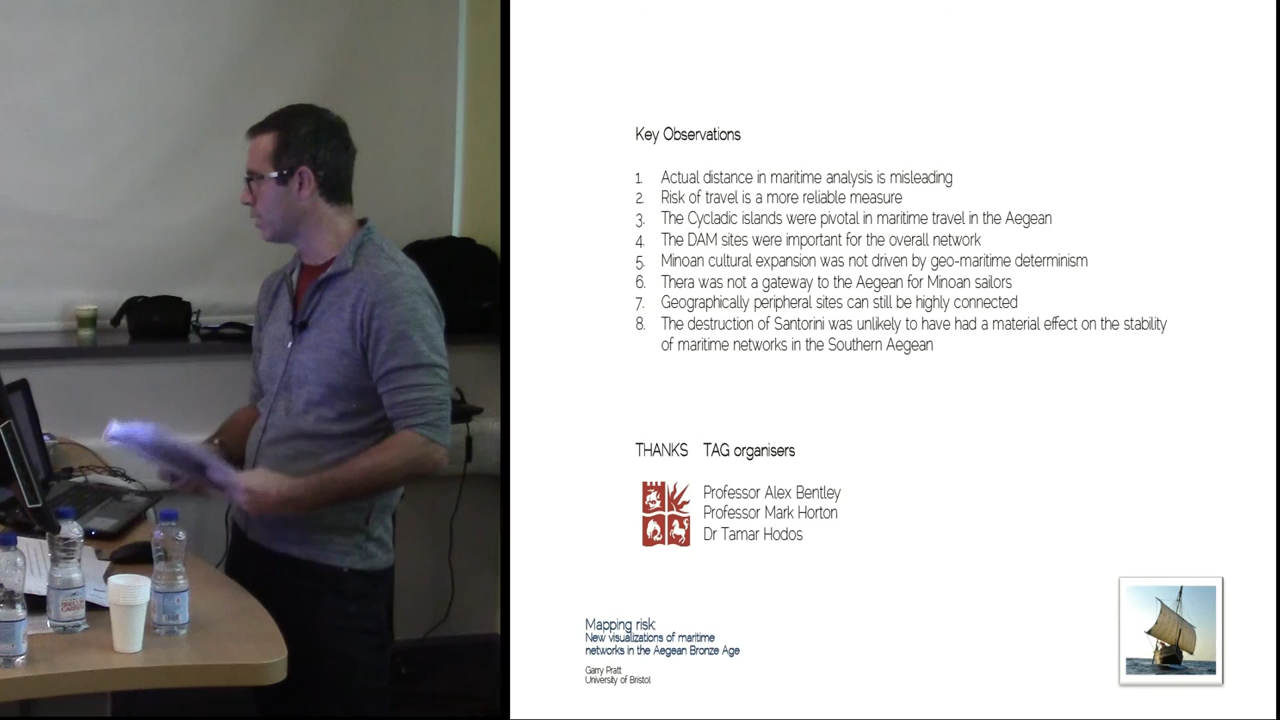 Key Observations
1. Actual distance in maritime analysis is misleading
2. Risk of travel is a more reliable measure
3. The Cycladic islands were pivotal in maritime travel in the Aegean
4. The DAM sites were important for the overall network
5. Minoan cultural expansion was not driven by geo-maritime determinism
6. Thera was not a gateway to the Aegean for Minoan sailors
7. Geographically peripheral sites can still be highly connected
8. The destruction of Santorini was unlikely to have had a material effect on the stability
of maritime networks in the Southern Aegean
THANKS TAG organisers
Professor Alex Bentley
Professor Mark Horton
Dr Tamar Hodos
Mapping risk:
New visualizations of maritime
networks in the Aegean Bronze Age
Garry Pratt
University of Bristol